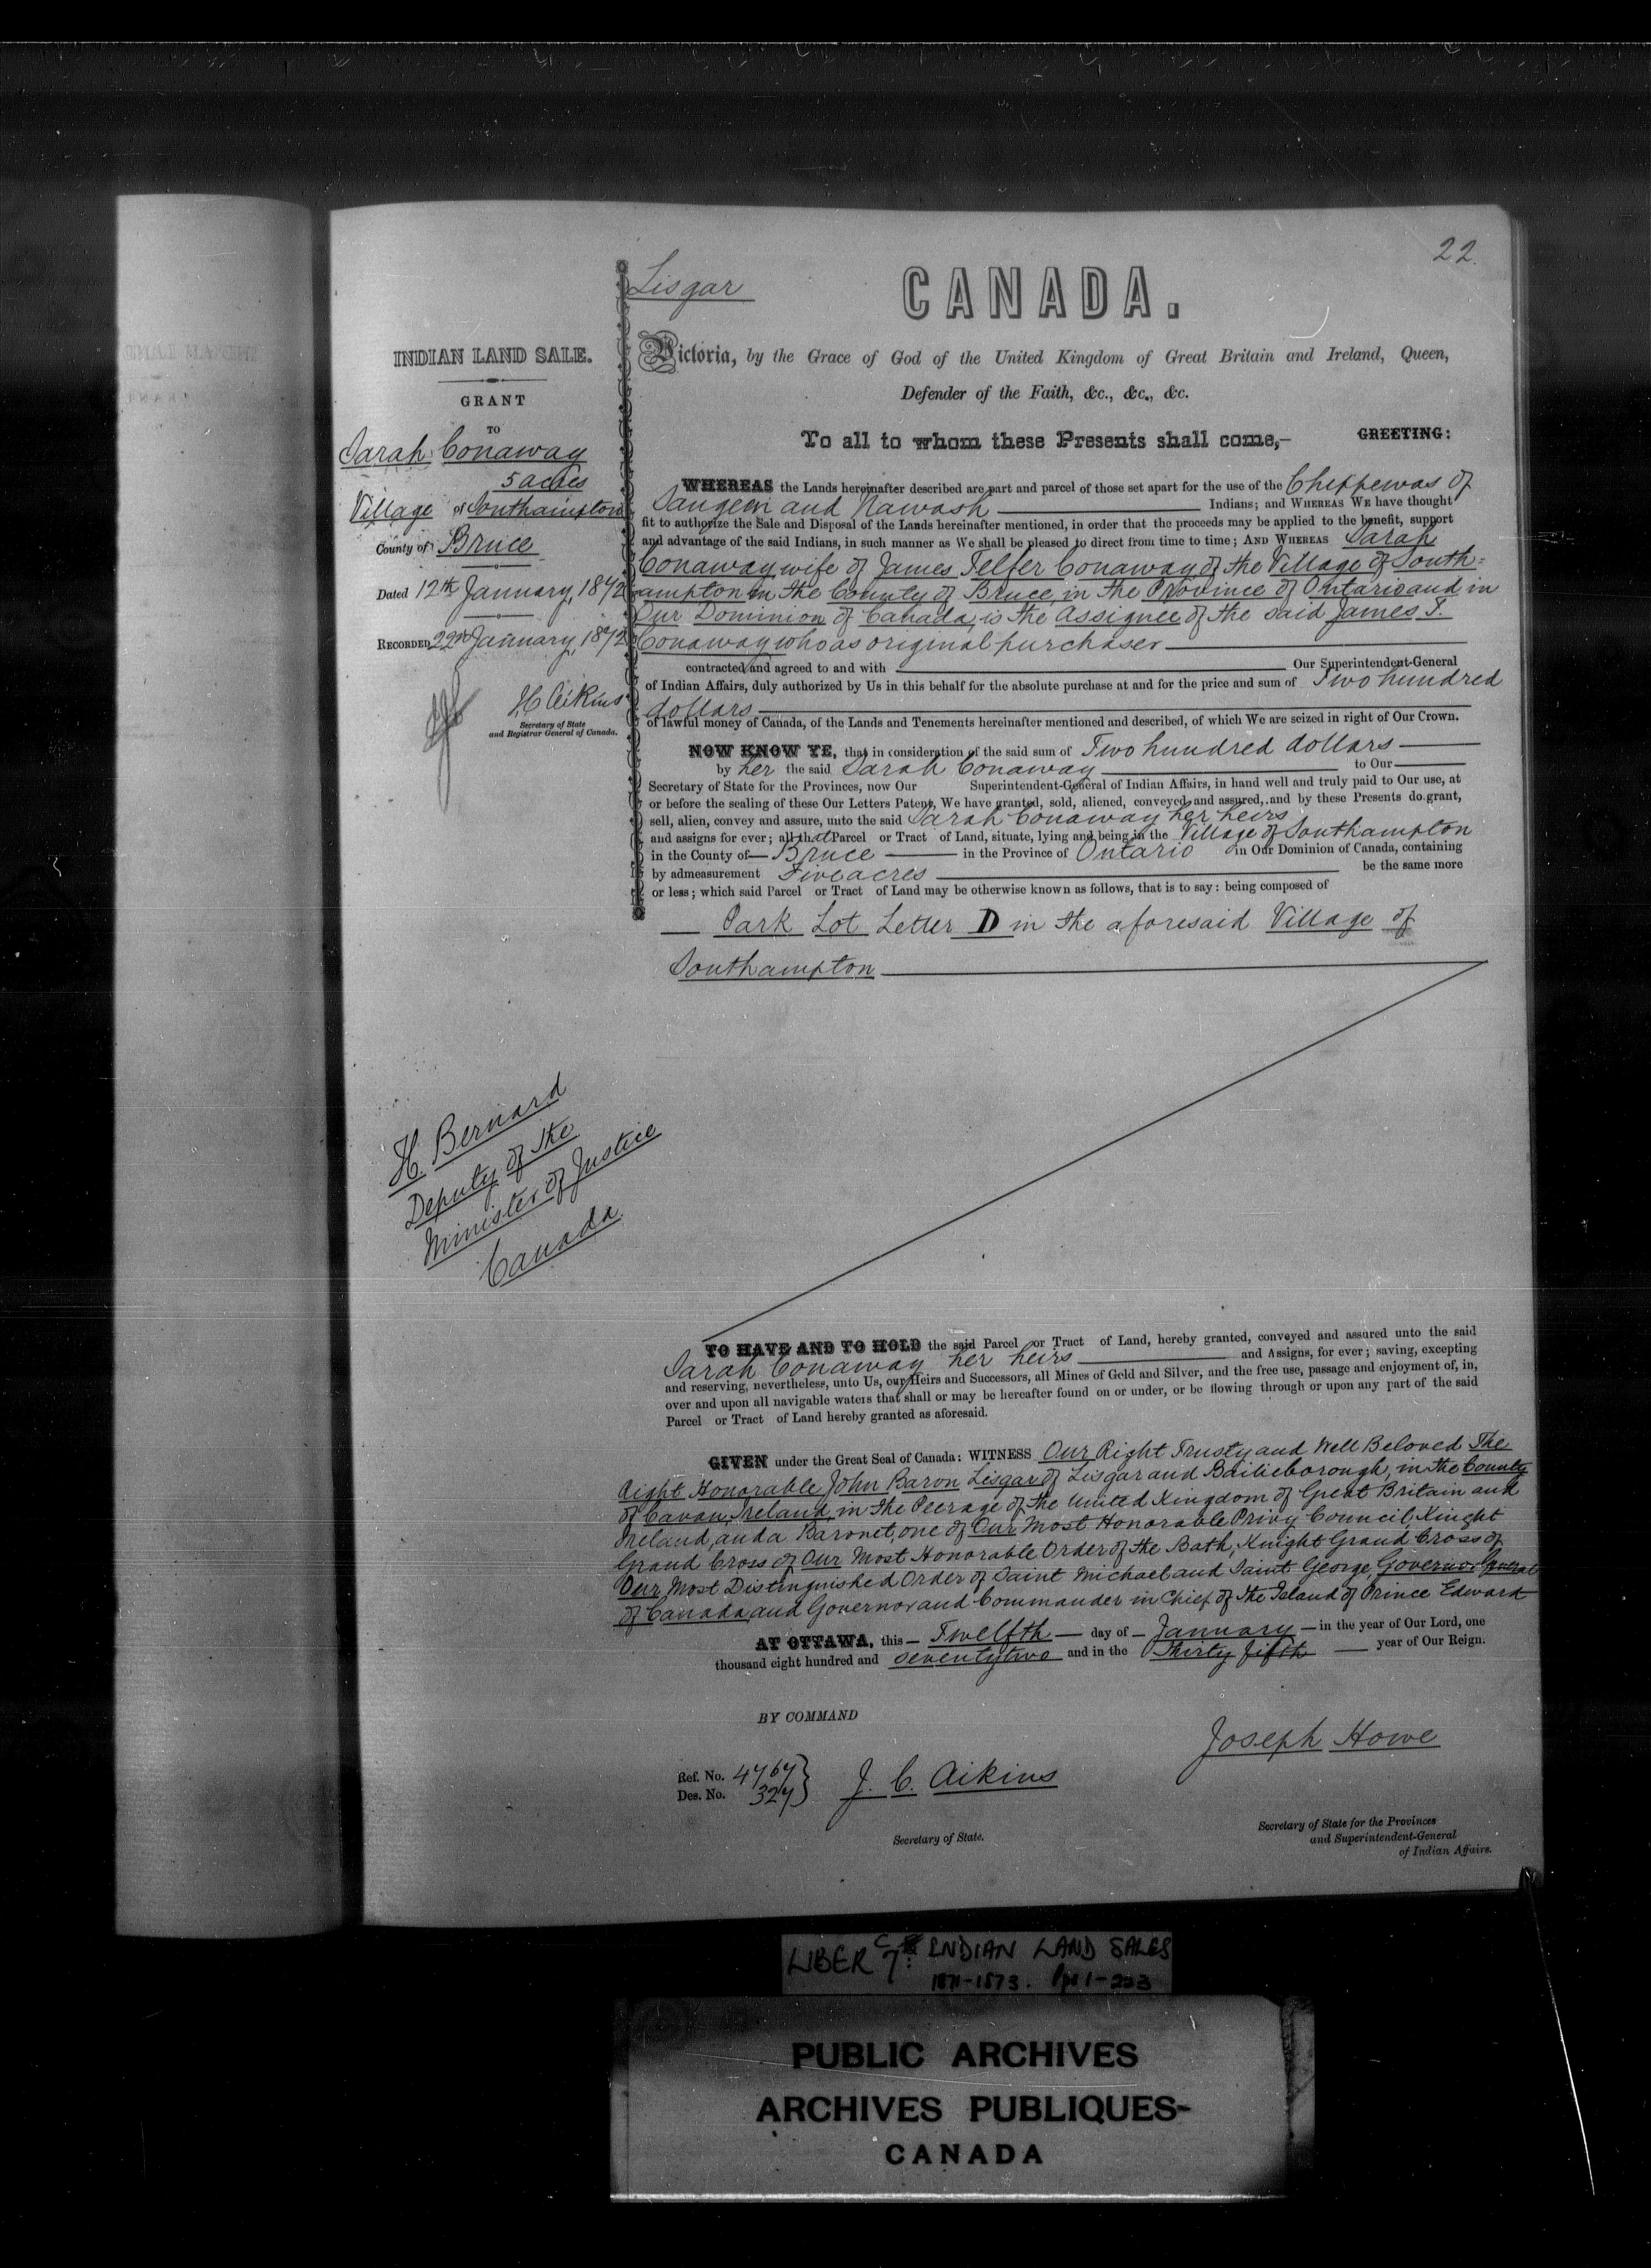 22.
Lisgar
CANADA.
INDIAN LAND SALE.
GRANT
TO
Sarah Conaway
5 acres
Village of Southampton
County of Bruce
Dated 12th January, 1872
Recorded 22nd January, 1872
J C Aikins
Secretary of State
and Registrar General of Canada.
Victoria, by the Grace of God of the United Kingdom of Great Britain and Ireland, Queen,
Defender of the Faith, &c., &c., &c.
To all to whom these Presents shall come,- GREETING:
WHEREAS the Lands hereinafter described are part and parcel of those set apart for the use of the Chippewas of
Saugeen and Nawash Indians; and WHEREAS WE have thought
fit to authorize the Sale and Disposal of the Lands hereinafter mentioned, in order that the proceeds may be applied to the benefit, support
and advantage of the said Indians, in such manner as We shall be pleased to direct from time to time; AND WHEREAS Sarah
Conaway wife of James Telfer Conaway of the Village of South=
ampton in the County of Bruce, in the Province of Ontario and in
Our Dominion of Canada, is the Assignee of the said James T.
Conaway who as original purchaser
contracted and agreed to and with Our Superintendent-General
of Indian Affairs, duly authorized by Us in this behalf for the absolute purchase at and for the price and sum of Two hundred
dollars
of lawful money of Canada, of the Lands and Tenements hereinafter mentioned and described, of which We are seized in right of Our Crown.
NOW KNOW YE, that in consideration of the said sum of Two hundred dollars
by her the said Sarah Conaway to Our
Secretary of State for the Provinces, now Our Superintendent-General of Indian Affairs, in hand well and truly paid to Our use, at
or before the sealing of these Our Letters Patent, We have granted, sold, aliened, conveyed and assured, and by these Presents do grant,
sell, alien, convey and assure, unto the said Sarah Conaway her heirs
and assigns for ever; all that Parcel or Tract of Land, situate, lying and being in the Village of Southampton
in the County of Bruce in the Province of Ontario in Our Dominion of Canada, containing
by admeasurement Five acres be the same more
or less; which said Parcel or Tract of Land may be otherwise known as follows, that is to say: being composed of
Park Lot Letter D in the aforesaid Village of
Southampton
H. Bernard
Deputy of the
Minister of Justice
Canada
TO HAVE AND TO HOLD the said Parcel or Tract of Land, hereby granted, conveyed and assured unto the said
Sarah Conaway her heirs and Assigns, for ever; saving, excepting
and reserving, nevertheless, unto Us, our Heirs and Successors, all Mines of Gold and Silver, and the free use, passage and enjoyment of, in,
over and upon all navigable waters that shall or may be hereafter found on or under, or be flowing through or upon any part of the said
Parcel or Tract of Land hereby granted as aforesaid.
GIVEN under the Great Seal of Canada: WITNESS Our Right Trusty and Well Beloved The
Right Honorable John Baron Lisgar of Lisgar and Bailieborough, in the County
of Cavan, Ireland, in the Peerage of the United Kingdom of Great Britain and
Ireland, and a Baronet, one of Our Most Honorable Privy Council, Knight
Grand Cross of Our Most Honorable Order of the Bath, Knight Grand Cross of
Our Most Distinguished Order of Saint Michael and Saint George, Governor General
of Canada, and Governor and Commander in Chief of the Island of Prince Edward
AT OTTAWA, this Twelfth day of January in the year of Our Lord, one
thousand eight hundred and seventy two and in the Thirty fifth year of Our Reign.
BY COMMAND
Joseph Howe
Ref. No. 4767
Des. No. 327
J. C. Aikins
Secretary of State.
Secretary of State for the Provinces
and Superintendent-General
of Indian Affairs.
LIBER C 7: INDIAN LAND SALES
1871-1873. Pps 1-223
PUBLIC ARCHIVES
ARCHIVES PUBLIQUES-
CANADA